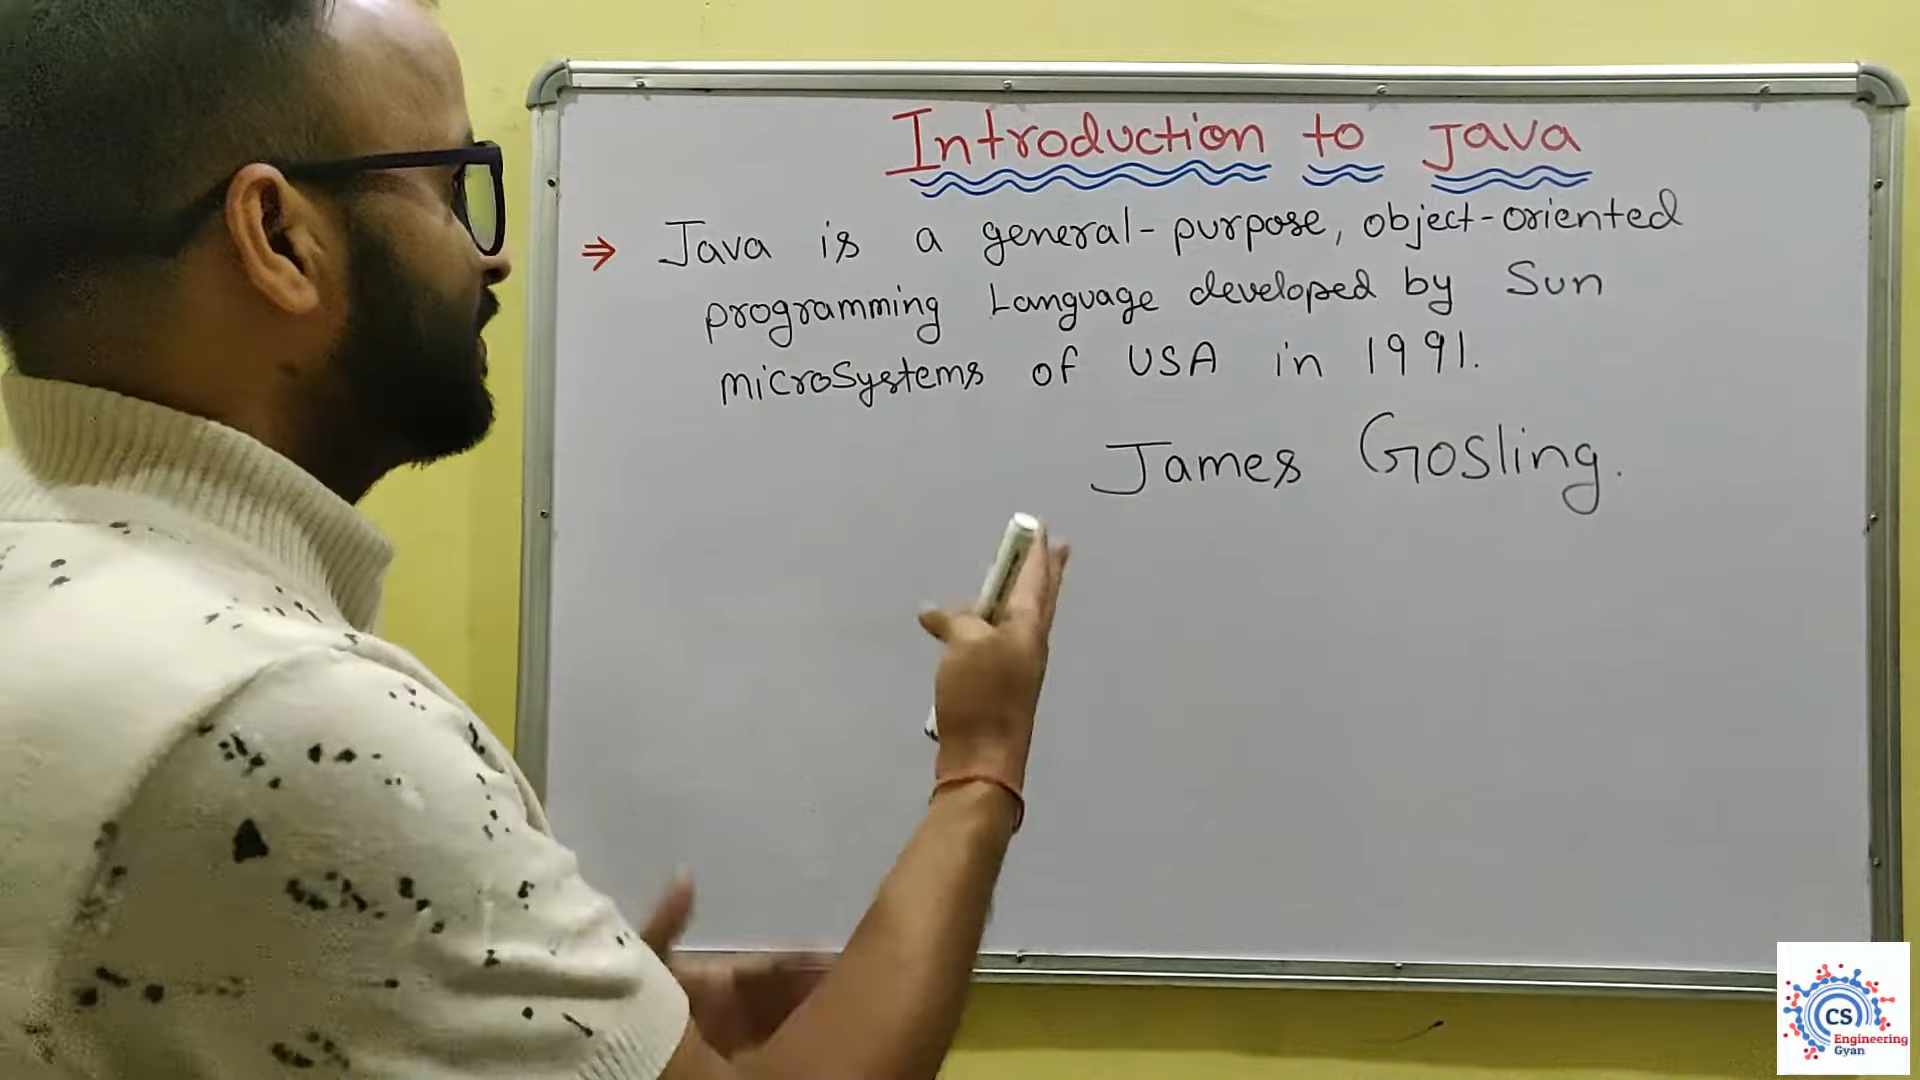 Introduction to Java
⇒ Java is a general-purpose, object-oriented
programming Language developed by Sun
microsystems of USA in 1991.
James Gosling.
CS
Engineering
Gyan